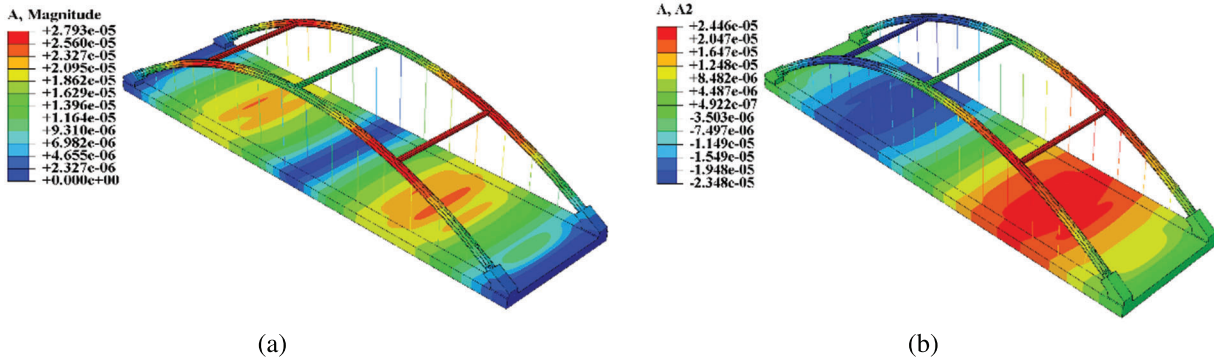 A, Magnitude
+2.793e-05
+2.560e-05
+2.327e-05
+2.095e-05
+1.862e-05
+1.629e-05
+1.396e-05
+1.164e-05
+9.310e-06
+6.982e-06
+4.655e-06
+2.327e-06
+0.000e+00
(a)
A, A2
+2.446e-05
+2.047e-05
+1.647e-05
+1.248e-05
+8.482e-06
+4.487e-06
+4.922e-07
-3.503e-06
-7.497e-06
-1.149e-05
-1.549e-05
-1.948e-05
-2.348e-05
(b)